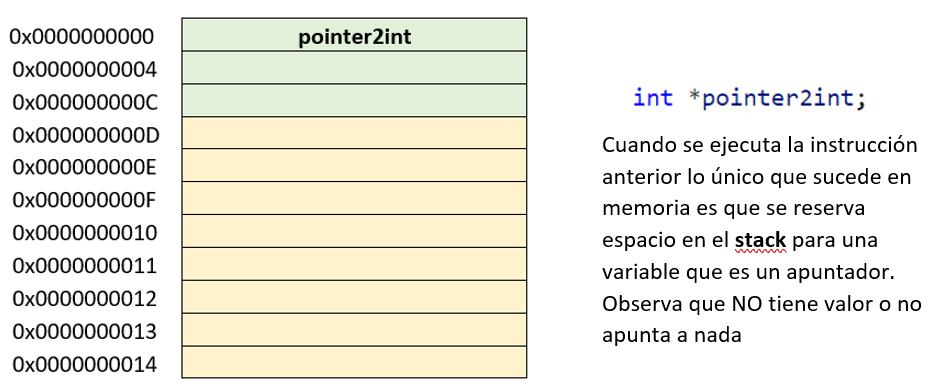 0x0000000000 pointer2int
0x0000000004
0x000000000C
0x000000000D
0x000000000E
0x000000000F
0x0000000010
0x0000000011
0x0000000012
0x0000000013
0x0000000014
int *pointer2int;
Cuando se ejecuta la instrucción
anterior lo único que sucede en
memoria es que se reserva
espacio en el stack para una
variable que es un apuntador.
Observa que NO tiene valor o no
apunta a nada